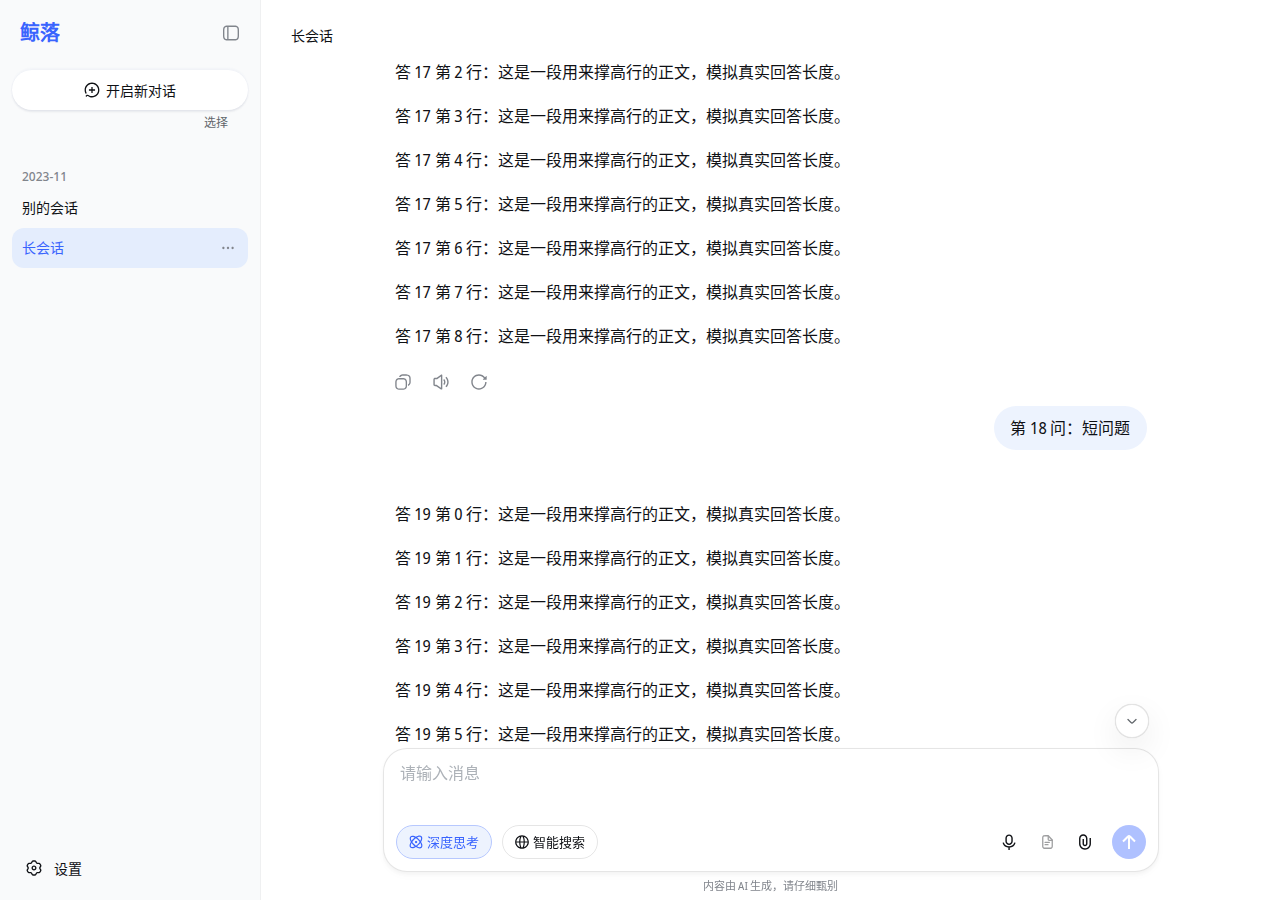 鲸落
开启新对话
选择
2023-11
别的会话
长会话
设置
长会话
答 17 第 2 行：这是一段用来撑高行的正文，模拟真实回答长度。
答 17 第 3 行：这是一段用来撑高行的正文，模拟真实回答长度。
答 17 第 4 行：这是一段用来撑高行的正文，模拟真实回答长度。
答 17 第 5 行：这是一段用来撑高行的正文，模拟真实回答长度。
答 17 第 6 行：这是一段用来撑高行的正文，模拟真实回答长度。
答 17 第 7 行：这是一段用来撑高行的正文，模拟真实回答长度。
答 17 第 8 行：这是一段用来撑高行的正文，模拟真实回答长度。
第 18 问：短问题
答 19 第 0 行：这是一段用来撑高行的正文，模拟真实回答长度。
答 19 第 1 行：这是一段用来撑高行的正文，模拟真实回答长度。
答 19 第 2 行：这是一段用来撑高行的正文，模拟真实回答长度。
答 19 第 3 行：这是一段用来撑高行的正文，模拟真实回答长度。
答 19 第 4 行：这是一段用来撑高行的正文，模拟真实回答长度。
答 19 第 5 行：这是一段用来撑高行的正文，模拟真实回答长度。
请输入消息
深度思考 智能搜索
内容由 AI 生成，请仔细甄别